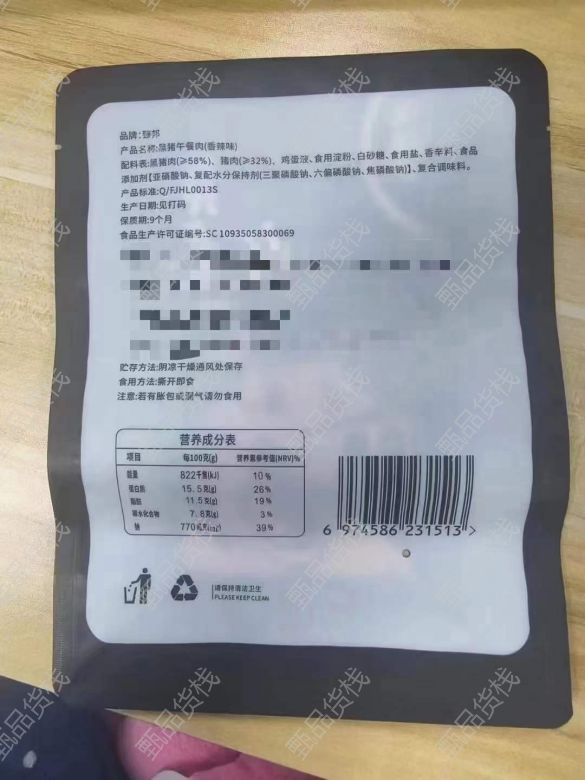 品牌:
产品名称:黑猪午餐肉(香辣味)
配料表:黑猪肉(≥58%)、猪肉(≥32%)、鸡蛋液、食用淀粉、白砂糖、食用盐、香辛料、食品
添加剂【亚硝酸钠、复配水分保持剂(三聚磷酸钠、六偏磷酸钠、焦磷酸钠)】、复合调味料。
产品标准:Q/FJHL0013S
生产日期:见打码
保质期:9个月
食品生产许可证编号:SC10935058300069
贮存方法:阴凉干燥通风处保存
食用方法:撕开即食
注意:若有胀包或漏气请勿食用
营养成分表
项目 每100克(g) 营养素参考值(NRV)%
能量 822千焦(kJ) 10%
蛋白质 15.5克(g) 26%
脂肪 11.5克(g) 19%
碳水化合物 7.8克(g) 3%
钠 770毫克(mg) 39%
6 974586 231513 >
请保持清洁卫生
PLEASE KEEP CLEAN
甄品货栈